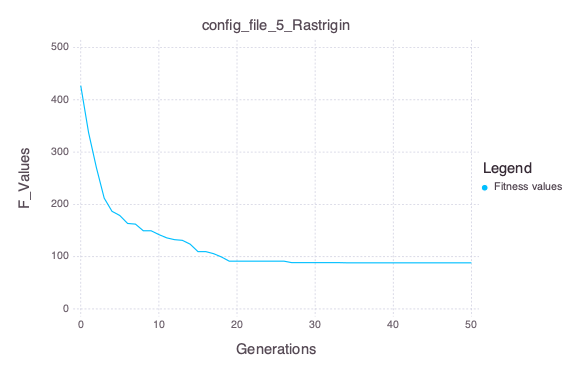 config_file_5_Rastrigin
500
400
300
200
100
0
F_Values
0 10 20 30 40 50
Generations
Legend
Fitness values